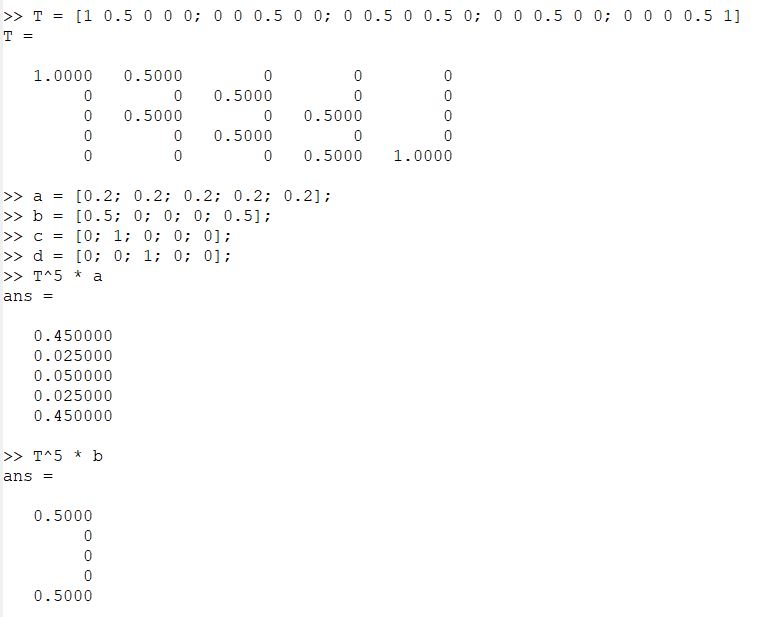 >> T = [1 0.5 0 0 0; 0 0 0.5 0 0; 0 0.5 0 0.5 0; 0 0 0.5 0 0; 0 0 0 0.5 1]
T =
1.0000 0.5000 0 0 0
0 0 0.5000 0 0
0 0.5000 0 0.5000 0
0 0 0.5000 0 0
0 0 0 0.5000 1.0000
>> a = [0.2; 0.2; 0.2; 0.2; 0.2];
>> b = [0.5; 0; 0; 0; 0.5];
>> c = [0; 1; 0; 0; 0];
>> d = [0; 0; 1; 0; 0];
>> T^5 * a
ans =
0.450000
0.025000
0.050000
0.025000
0.450000
>> T^5 * b
ans =
0.5000
0
0
0
0.5000